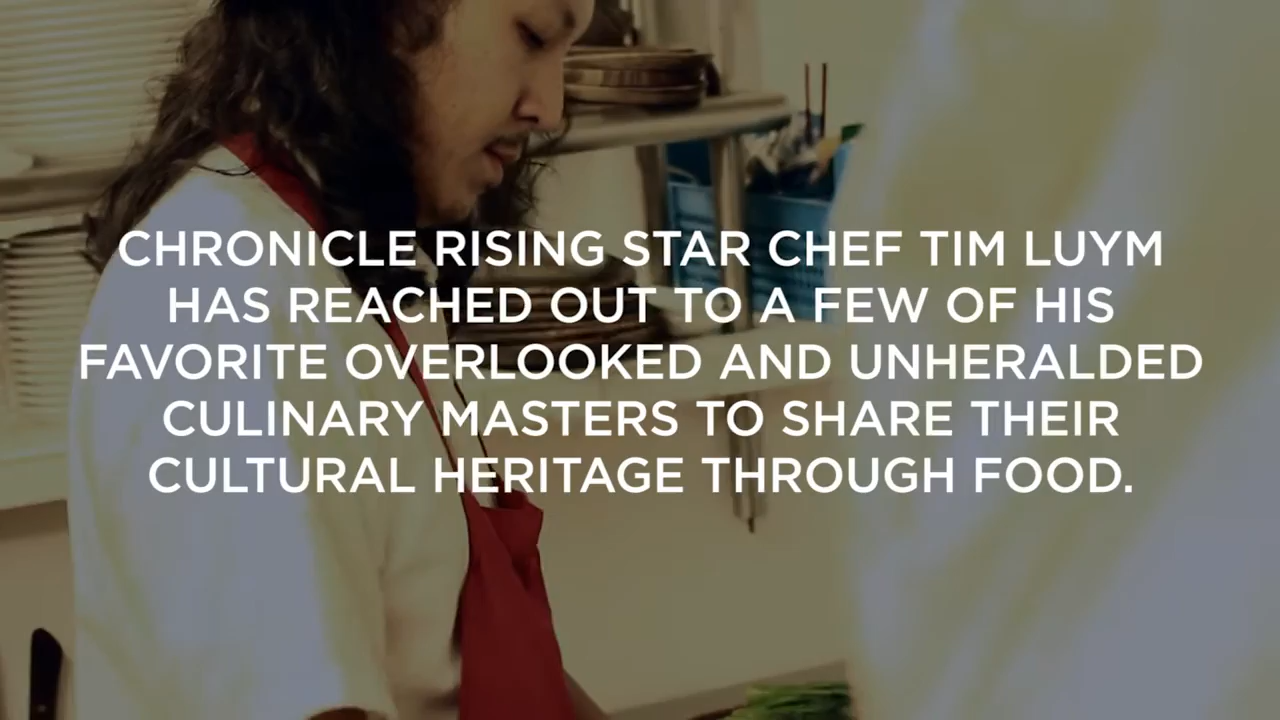 CHRONICLE RISING STAR CHEF TIM LUYM
HAS REACHED OUT TO A FEW OF HIS
FAVORITE OVERLOOKED AND UNHERALDED
CULINARY MASTERS TO SHARE THEIR
CULTURAL HERITAGE THROUGH FOOD.